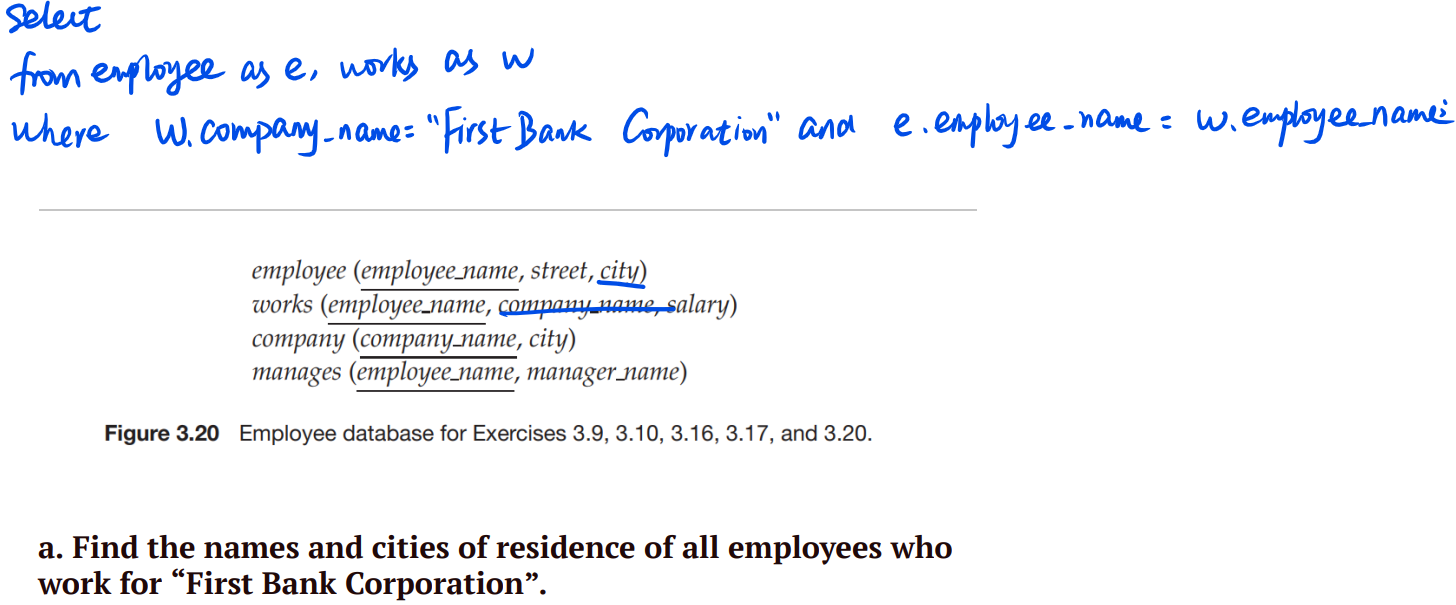 Select
from employee as e, works as w
where w.company_name="First Bank Corporation" and e.employee_name = w.employee_name;
employee (employee_name, street, city)
works (employee_name, company_name, salary)
company (company_name, city)
manages (employee_name, manager_name)
Figure 3.20 Employee database for Exercises 3.9, 3.10, 3.16, 3.17, and 3.20.
a. Find the names and cities of residence of all employees who
work for “First Bank Corporation”.